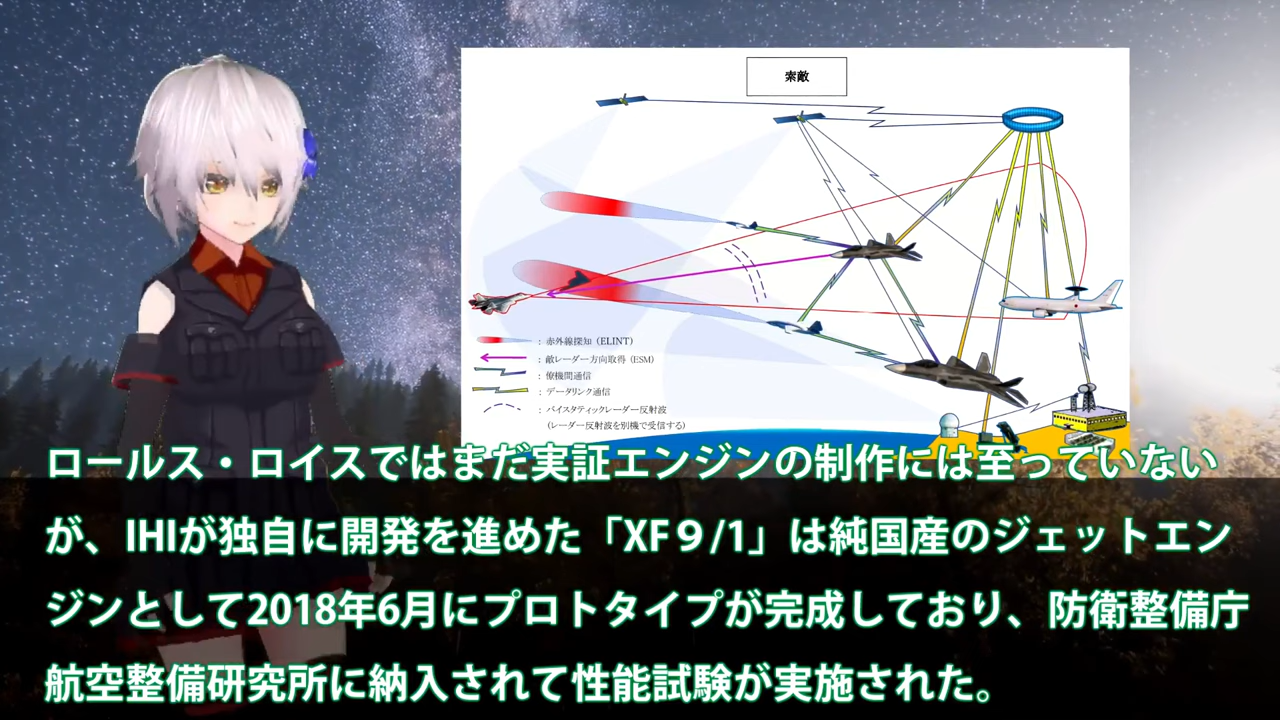 索敵
：赤外線探知（ELINT）
：敵レーダー方向取得（ESM）
：僚機間通信
：データリンク通信
：バイスタティックレーダー反射波
（レーダー反射波を別機で受信する）
ロールス・ロイスではまだ実証エンジンの制作には至っていない
が、IHIが独自に開発を進めた「XF９/1」は純国産のジェットエン
ジンとして2018年6月にプロトタイプが完成しており、防衛整備庁
航空整備研究所に納入されて性能試験が実施された。